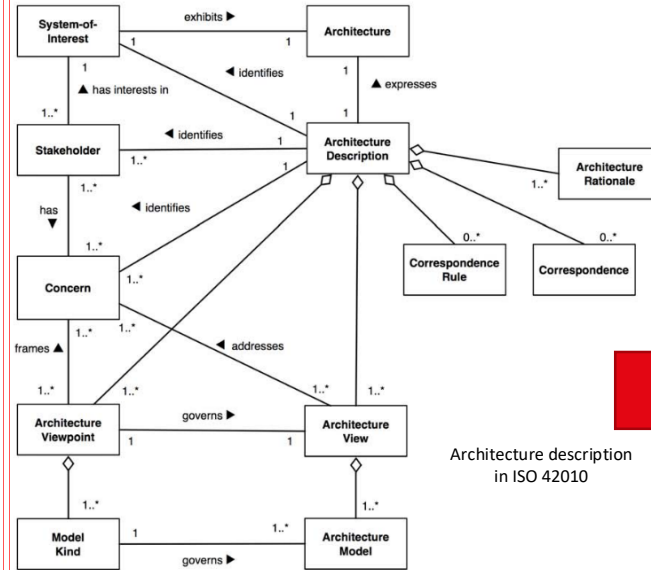 exhibits ►
System-of-
Interest
Architecture
1
1
1
1
◄ identifies
▲ has interests in
▲ expresses
1..*
1
1
◄ identifies
1
Stakeholder
1..*
Architecture
Description
1
1..*
Architecture
Rationale
1..*
has
▼
◄ identifies
1..*
1..*
0..*
0..*
Concern
Correspondence
Rule
Correspondence
1..*
1..*
frames ▲
◄ addresses
1..*
1..*
1..*
1..*
Architecture
Viewpoint
governs ►
1
1
Architecture
View
Architecture description
in ISO 42010
1..*
1..*
Model
Kind
1
1..*
governs ►
Architecture
Model